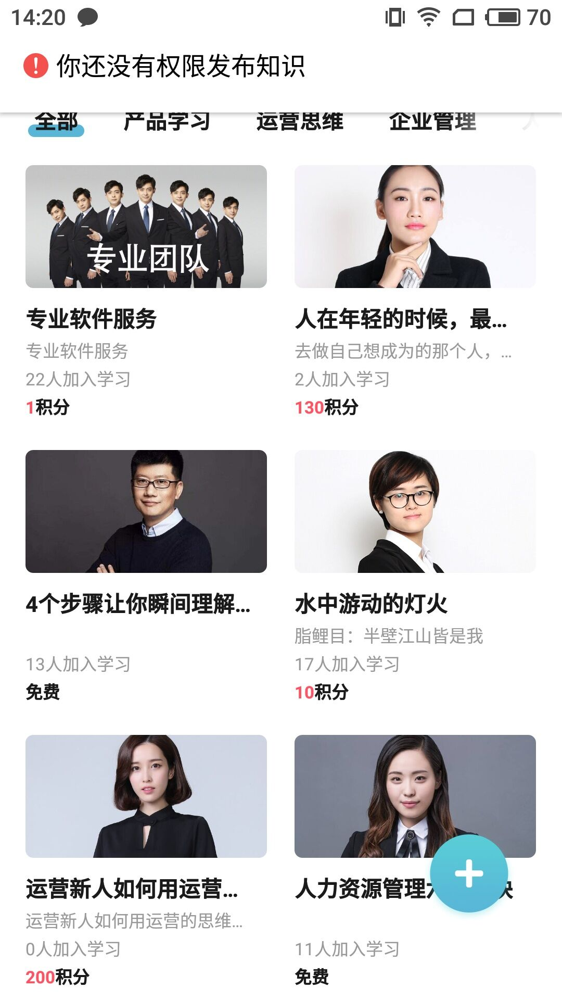 14:20
70
你还没有权限发布知识
全部 产品学习 运营思维 企业管理
专业团队
专业软件服务
专业软件服务
22人加入学习
1积分
人在年轻的时候，最...
去做自己想成为的那个人，...
2人加入学习
130积分
4个步骤让你瞬间理解...
13人加入学习
免费
水中游动的灯火
脂鲤目：半壁江山皆是我
17人加入学习
10积分
运营新人如何用运营...
运营新人如何用运营的思维...
0人加入学习
200积分
人力资源管理
11人加入学习
免费